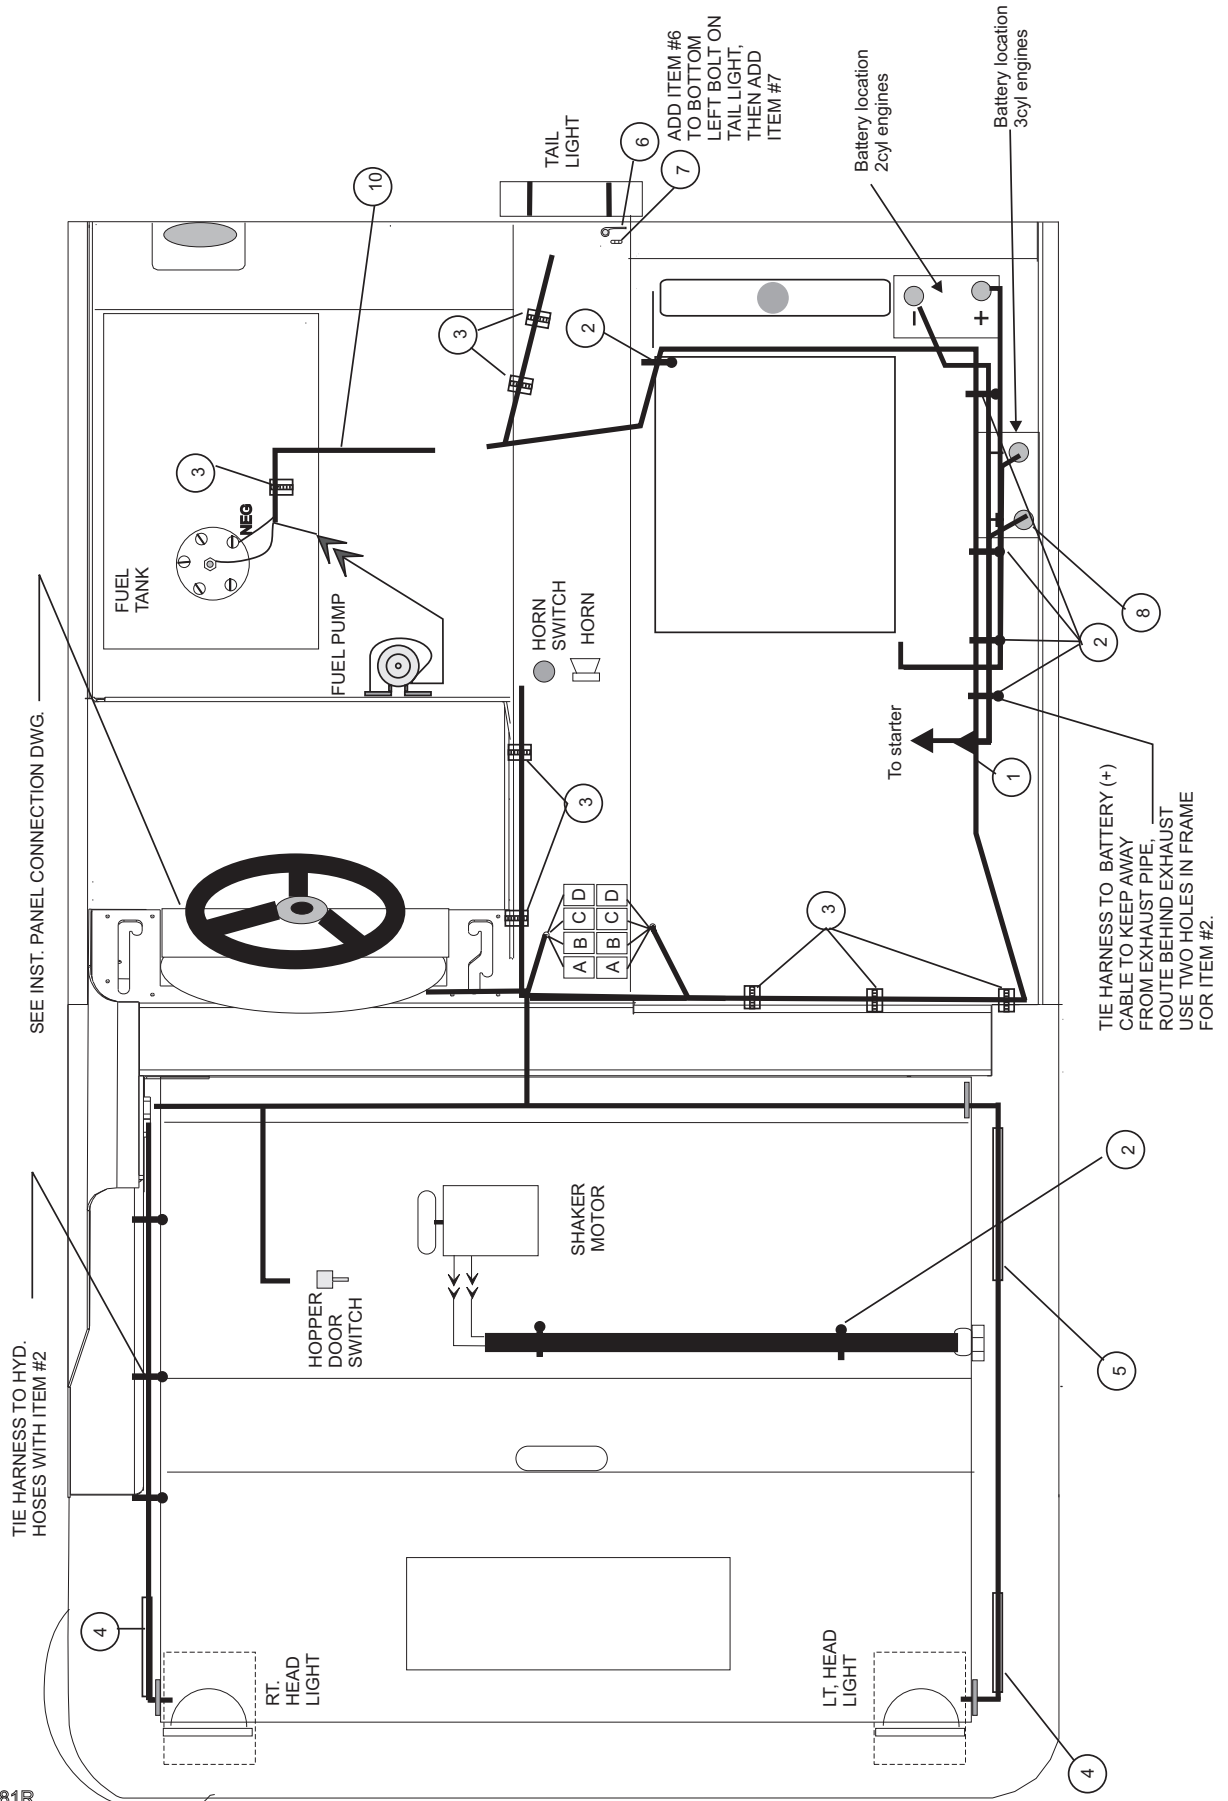 TIE HARNESS TO HYD.
HOSES WITH ITEM #2
SEE INST. PANEL CONNECTION DWG.
4
RT.
HEAD
LIGHT
HOPPER
DOOR
SWITCH
SHAKER
MOTOR
FUEL
TANK
NEG
3
10
FUEL PUMP
HORN
SWITCH
HORN
3
3
2
TAIL
LIGHT
6
7
ADD ITEM #6
TO BOTTOM
LEFT BOLT ON
TAIL LIGHT,
THEN ADD
ITEM #7
A B C D
A B C D
3
LT, HEAD
LIGHT
4
5
2
To starter
1
2
8
–
+
–
+
Battery location
2cyl engines
Battery location
3cyl engines
TIE HARNESS TO BATTERY (+)
CABLE TO KEEP AWAY
FROM EXHAUST PIPE,
ROUTE BEHIND EXHAUST
USE TWO HOLES IN FRAME
FOR ITEM #2.